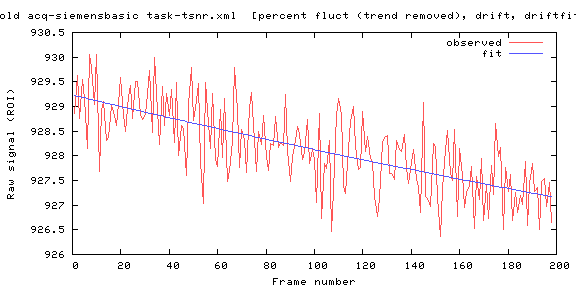 old acq-siemensbasic task-tsnr.xml [percent fluct (trend removed), drift, driftfi
930.5
930
929.5
929
928.5
928
927.5
927
926.5
926
observed
fit
Raw signal (ROI)
0 20 40 60 80 100 120 140 160 180 200
Frame number